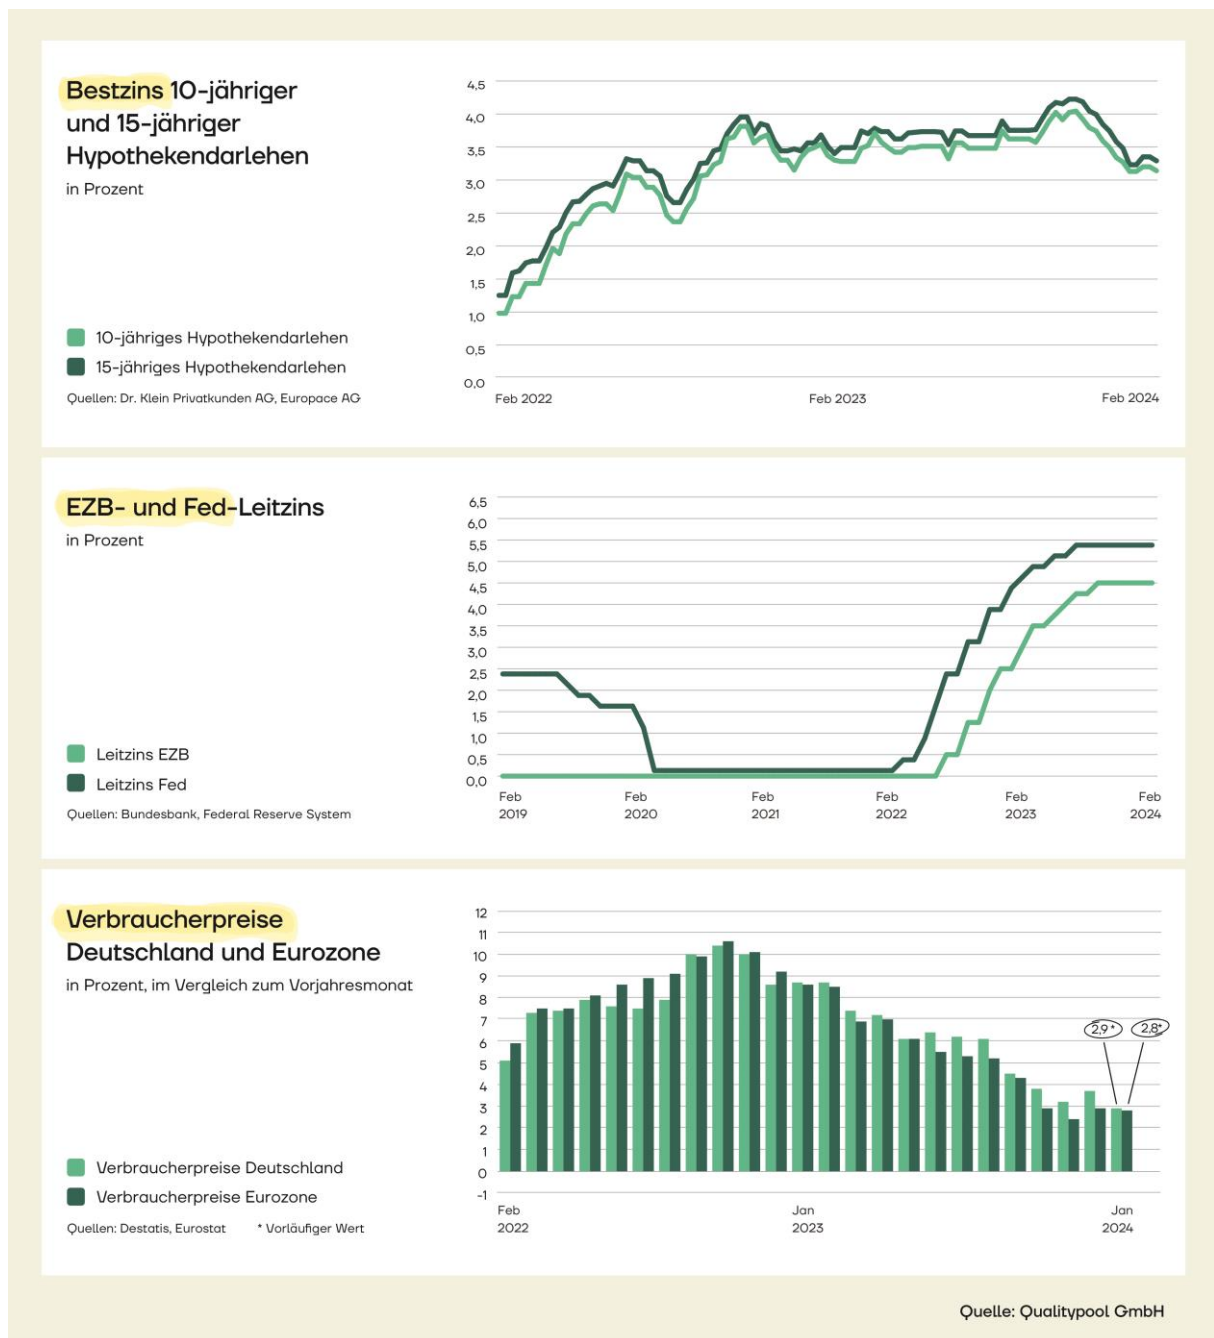 Bestzins 10-jähriger
und 15-jähriger
Hypothekendarlehen
in Prozent
10-jähriges Hypothekendarlehen
15-jähriges Hypothekendarlehen
Quellen: Dr. Klein Privatkunden AG, Europace AG
4,5
4,0
3,5
3,0
2,5
2,0
1,5
1,0
0,5
0,0
Feb 2022 Feb 2023 Feb 2024
EZB- und Fed-Leitzins
in Prozent
Leitzins EZB
Leitzins Fed
Quellen: Bundesbank, Federal Reserve System
6,5
6,0
5,5
5,0
4,5
4,0
3,5
3,0
2,5
2,0
1,5
1,0
0,5
0,0
Feb Feb Feb Feb Feb Feb
2019 2020 2021 2022 2023 2024
Verbraucherpreise
Deutschland und Eurozone
in Prozent, im Vergleich zum Vorjahresmonat
Verbraucherpreise Deutschland
Verbraucherpreise Eurozone
Quellen: Destatis, Eurostat * Vorläufiger Wert
12
11
10
9
8
7
6
5
4
3
2
1
0
-1
2,9* 2,8*
Feb Jan Jan
2022 2023 2024
Quelle: Qualitypool GmbH